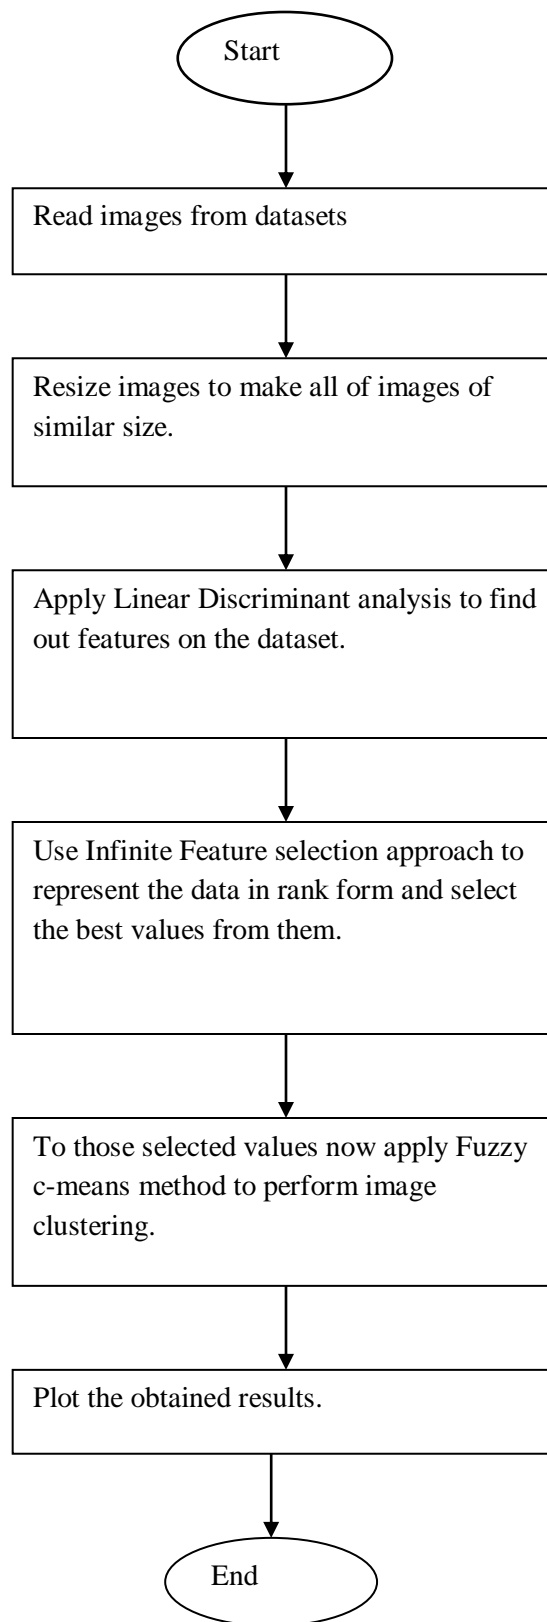 Start
Read images from datasets
Resize images to make all of images of
similar size.
Apply Linear Discriminant analysis to find
out features on the dataset.
Use Infinite Feature selection approach to
represent the data in rank form and select
the best values from them.
To those selected values now apply Fuzzy
c-means method to perform image
clustering.
Plot the obtained results.
End